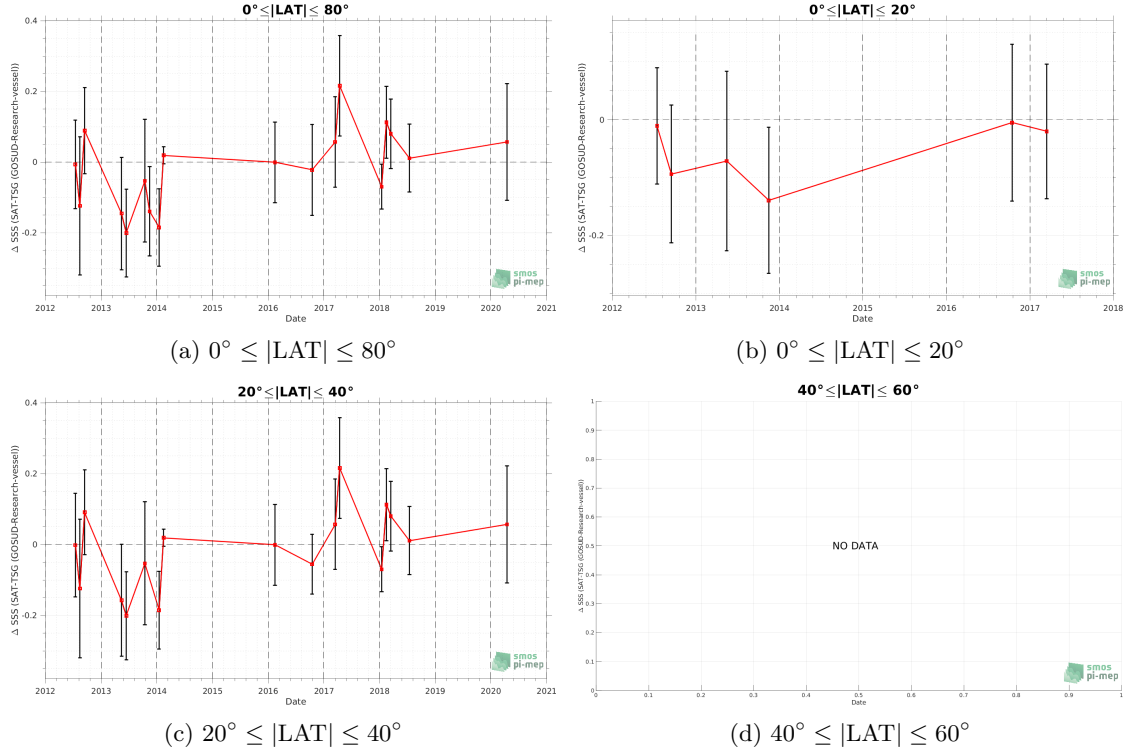 0°≤|LAT|≤ 80°
0.4
0.2
0
-0.2
Δ SSS (SAT-TSG (GOSUD-Research-vessel))
2012 2013 2014 2015 2016 2017 2018 2019 2020 2021
Date
smos
pi-mep
(a) 0° ≤ |LAT| ≤ 80°
0°≤|LAT|≤ 20°
0
-0.2
Δ SSS (SAT-TSG (GOSUD-Research-vessel))
2012 2013 2014 2015 2016 2017 2018
Date
smos
pi-mep
(b) 0° ≤ |LAT| ≤ 20°
20°≤|LAT|≤ 40°
0.4
0.2
0
-0.2
Δ SSS (SAT-TSG (GOSUD-Research-vessel))
2012 2013 2014 2015 2016 2017 2018 2019 2020 2021
Date
smos
pi-mep
(c) 20° ≤ |LAT| ≤ 40°
40°≤|LAT|≤ 60°
1
0.9
0.8
0.7
0.6
0.5
0.4
0.3
0.2
0.1
0
Δ SSS (SAT-TSG (GOSUD-Research-vessel))
NO DATA
0 0.1 0.2 0.3 0.4 0.5 0.6 0.7 0.8 0.9 1
Date
smos
pi-mep
(d) 40° ≤ |LAT| ≤ 60°